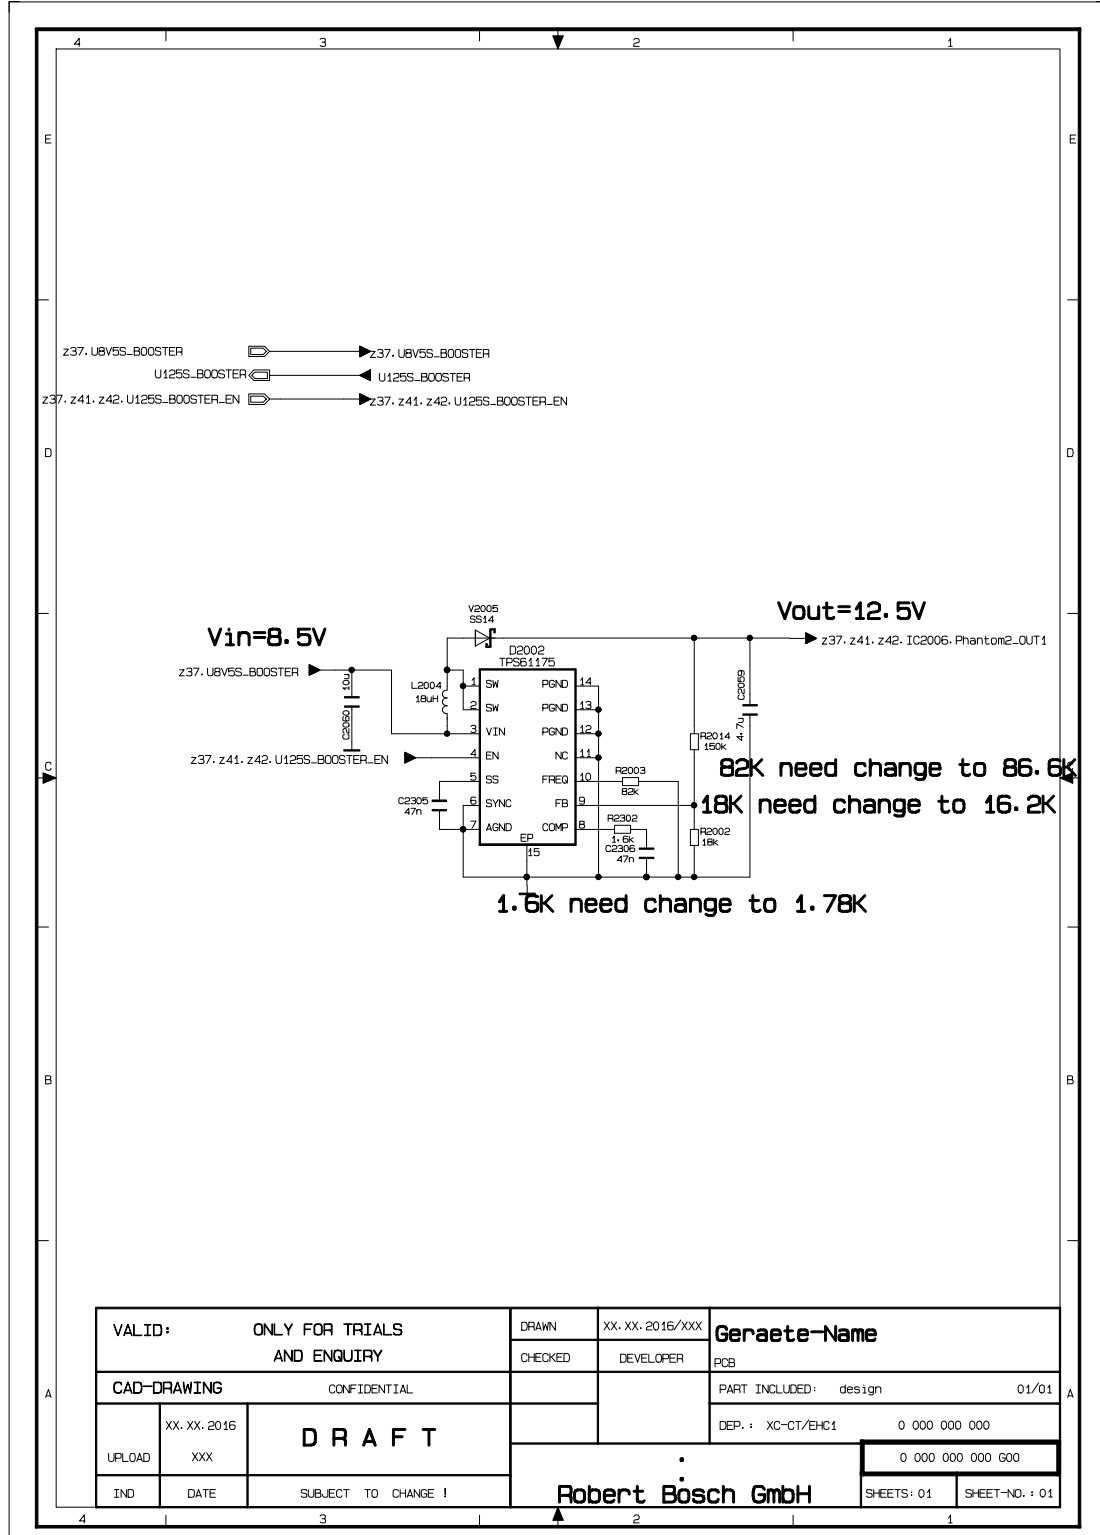 4 3 2 1
E E
z37.U8V5S_BOOSTER z37.U8V5S_BOOSTER
U125S_BOOSTER U125S_BOOSTER
z37.z41.z42.U125S_BOOSTER_EN z37.z41.z42.U125S_BOOSTER_EN
D D
V2005
SS14
Vout=12.5V
Vin=8.5V
z37.z41.z42.IC2006.Phantom2_OUT1
D2002
TPS61175
z37.U8V5S_BOOSTER
10u
C2060
L2004
18uH
1 SW PGND 14
2 SW PGND 13
3 VIN PGND 12
4 EN NC 11
5 SS FREQ 10
6 SYNC FB 9
7 AGND COMP 8
EP
15
C2059
4.7u
R2014
150k
z37.z41.z42.U125S_BOOSTER_EN
C C
82K need change to 86.6K
R2003
82k
C2305
47n
18K need change to 16.2K
R2302
1.6k
C2306
47n
R2002
18k
1.6K need change to 1.78K
B B
VALID: ONLY FOR TRIALS
AND ENQUIRY
DRAWN XX.XX.2016/XXX
CHECKED DEVELOPER
Geraete-Name
PCB
A A
CAD-DRAWING CONFIDENTIAL
PART INCLUDED: design 01/01
XX.XX.2016
UPLOAD XXX
DRAFT
DEP.: XC-CT/EHC1 0 000 000 000
:
0 000 000 000 G00
IND DATE SUBJECT TO CHANGE !
Robert Bosch GmbH
SHEETS: 01 SHEET-NO.: 01
4 3 2 1